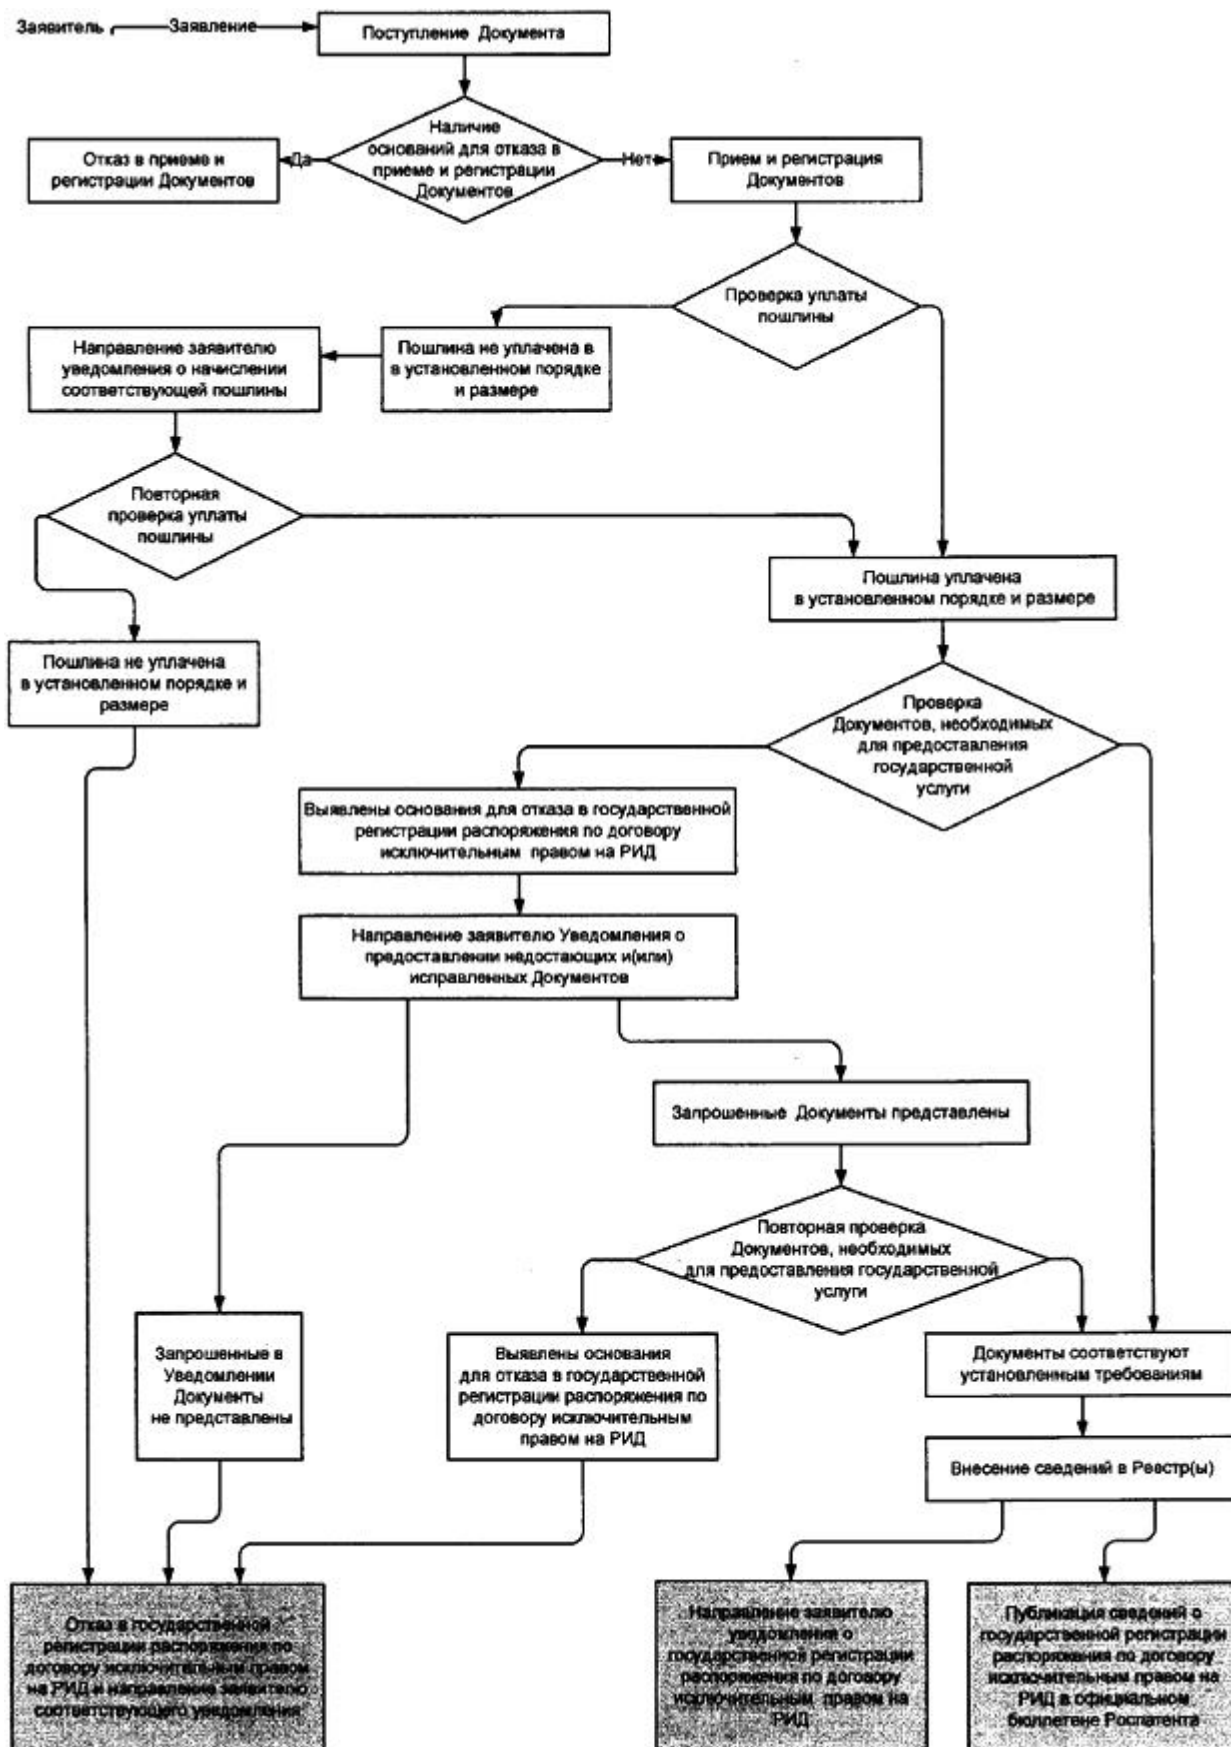 Заявитель
Заявление
Поступление Документа
Наличие
оснований для отказа в
приеме и регистрации
Документов
Да
Нет
Отказ в приеме и
регистрации Документов
Прием и регистрация
Документов
Проверка уплаты
пошлины
Пошлина не уплачена в
в установленном порядке
и размере
Направление заявителю
уведомления о начислении
соответствующей пошлины
Повторная
проверка уплаты
пошлины
Пошлина уплачена
в установленном порядке и размере
Пошлина не уплачена
в установленном порядке и
размере
Проверка
Документов, необходимых
для предоставления
государственной
услуги
Выявлены основания для отказа в государственной
регистрации распоряжения по договору
исключительным правом на РИД
Направление заявителю Уведомления о
предоставлении недостающих и(или)
исправленных Документов
Запрошенные Документы представлены
Повторная проверка
Документов, необходимых
для предоставления государственной
услуги
Запрошенные в
Уведомлении
Документы
не представлены
Выявлены основания
для отказа в государственной
регистрации распоряжения по
договору исключительным
правом на РИД
Документы соответствуют
установленным требованиям
Внесение сведений в Реестр(ы)
Отказ в государственной
регистрации распоряжения по
договору исключительным правом
на РИД и направление заявителю
соответствующего уведомления
Направление заявителю
уведомления о
государственной регистрации
распоряжения по договору
исключительным правом на
РИД
Публикация сведений о
государственной регистрации
распоряжения по договору
исключительным правом на
РИД в официальном
бюллетене Роспатента